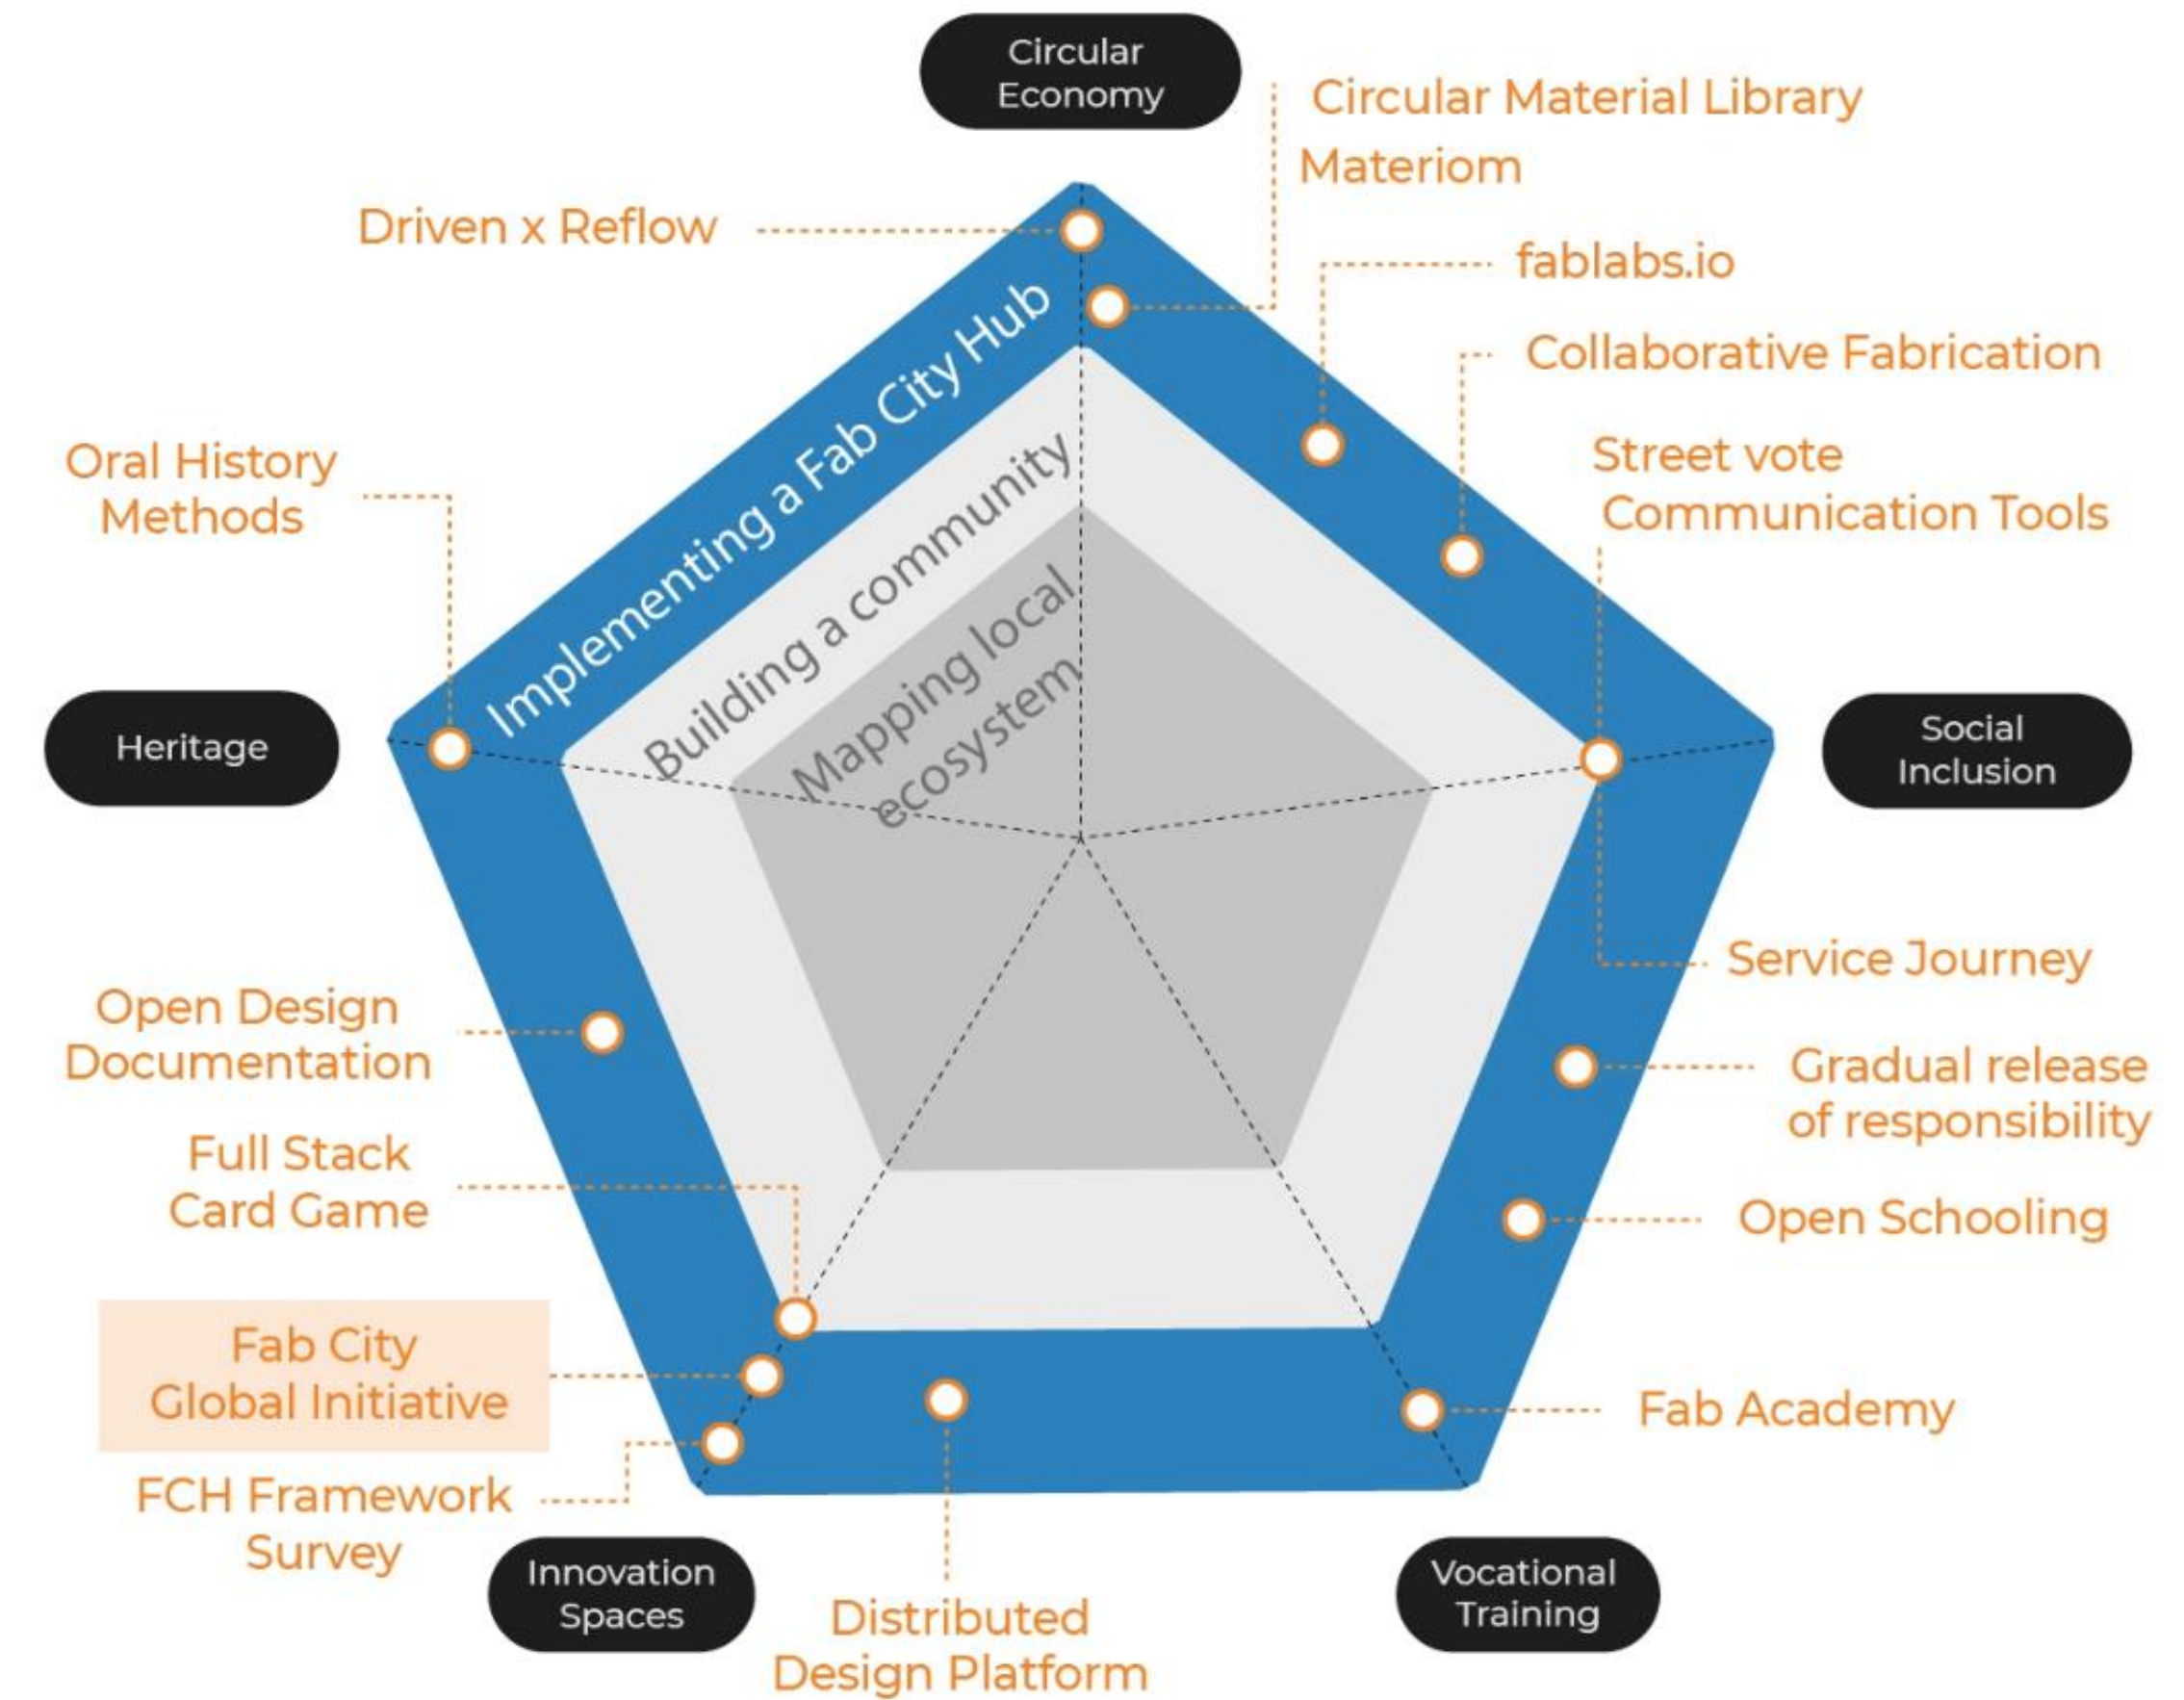 Circular
Economy
Circular Material Library
Materiom
Driven x Reflow
fablabs.io
Collaborative Fabrication
Street vote
Communication Tools
Oral History
Methods
Implementing a Fab City Hub
Building a community
Mapping local
ecosystem
Heritage
Social
Inclusion
Service Journey
Open Design
Documentation
Gradual release
of responsibility
Full Stack
Card Game
Open Schooling
Fab City
Global Initiative
Fab Academy
FCH Framework
Survey
Innovation
Spaces
Vocational
Training
Distributed
Design Platform